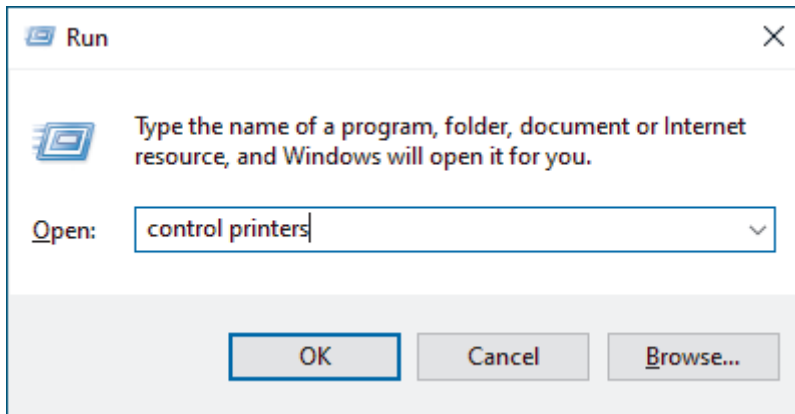 Run
Type the name of a program, folder, document or Internet
resource, and Windows will open it for you.
Open: control printers
OK Cancel Browse...